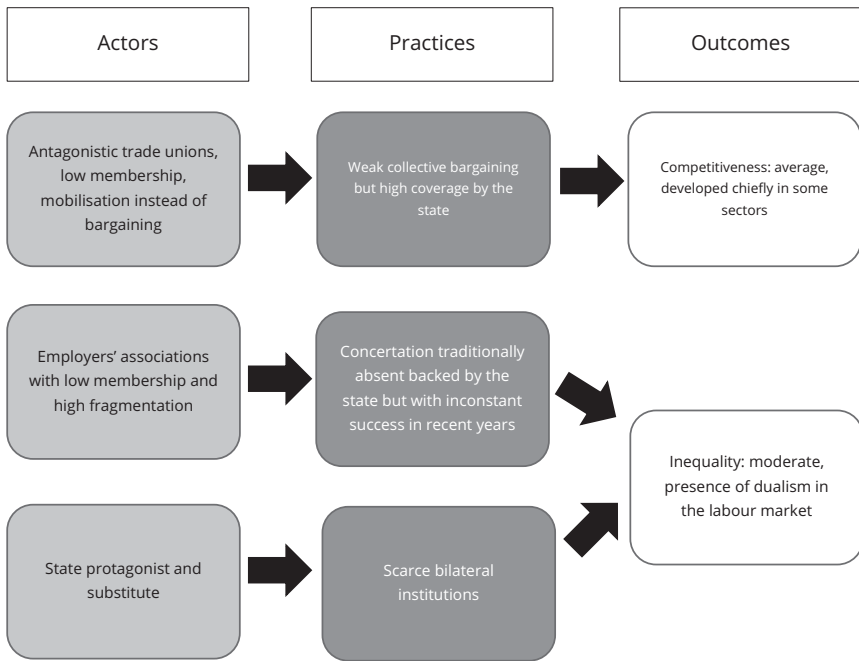 Actors
Practices
Outcomes
Antagonistic trade unions,
low membership,
mobilisation instead of
bargaining
Weak collective bargaining
but high coverage by the
state
Competitiveness: average,
developed chiefly in some
sectors
Employers’ associations
with low membership and
high fragmentation
Concertation traditionally
absent backed by the
state but with inconstant
success in recent years
Inequality: moderate,
presence of dualism in
the labour market
State protagonist and
substitute
Scarce bilateral
institutions